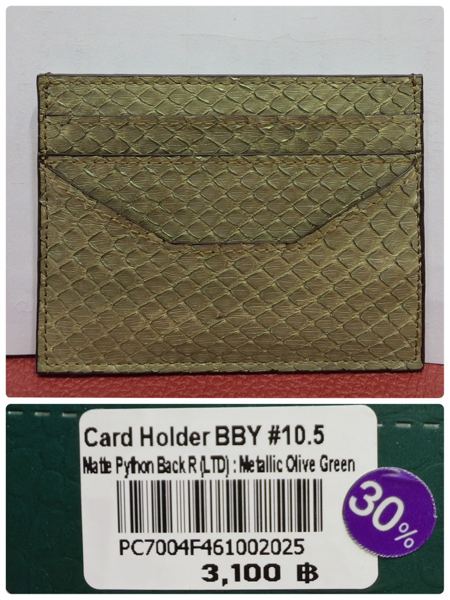 Card Holder BBY #10.5
Matte Python Back R (LTD) : Metallic Olive Green
30%
PC7004F461002025
3,100 ฿